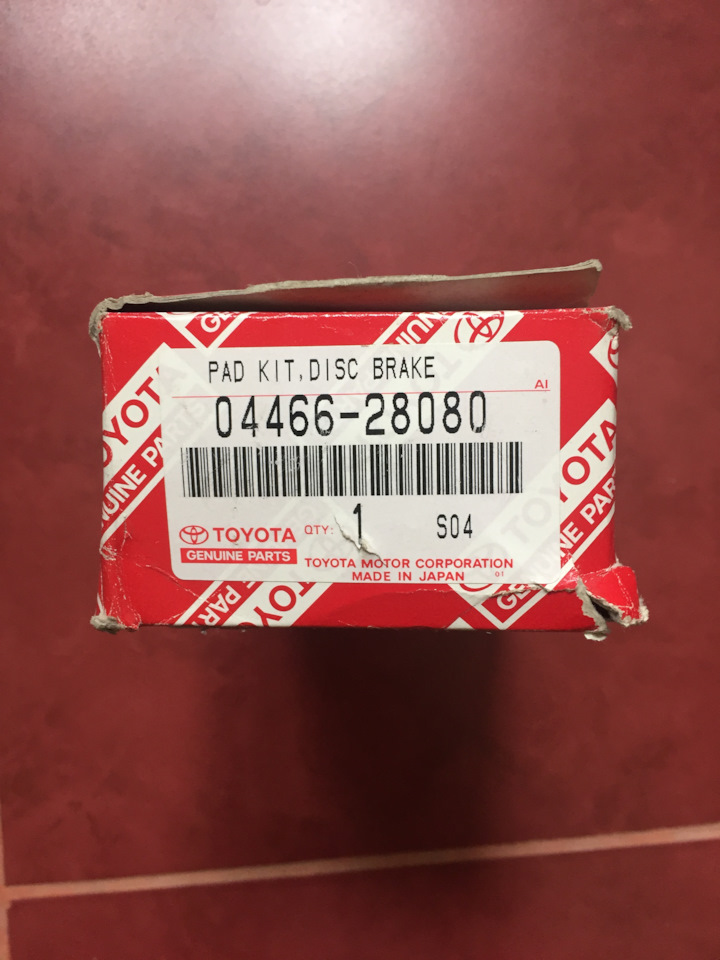 PAD KIT, DISC BRAKE
AI
04466-28080
TOYOTA
GENUINE PARTS
QTY: 1
S04
TOYOTA MOTOR CORPORATION
MADE IN JAPAN
01
TOYOTA